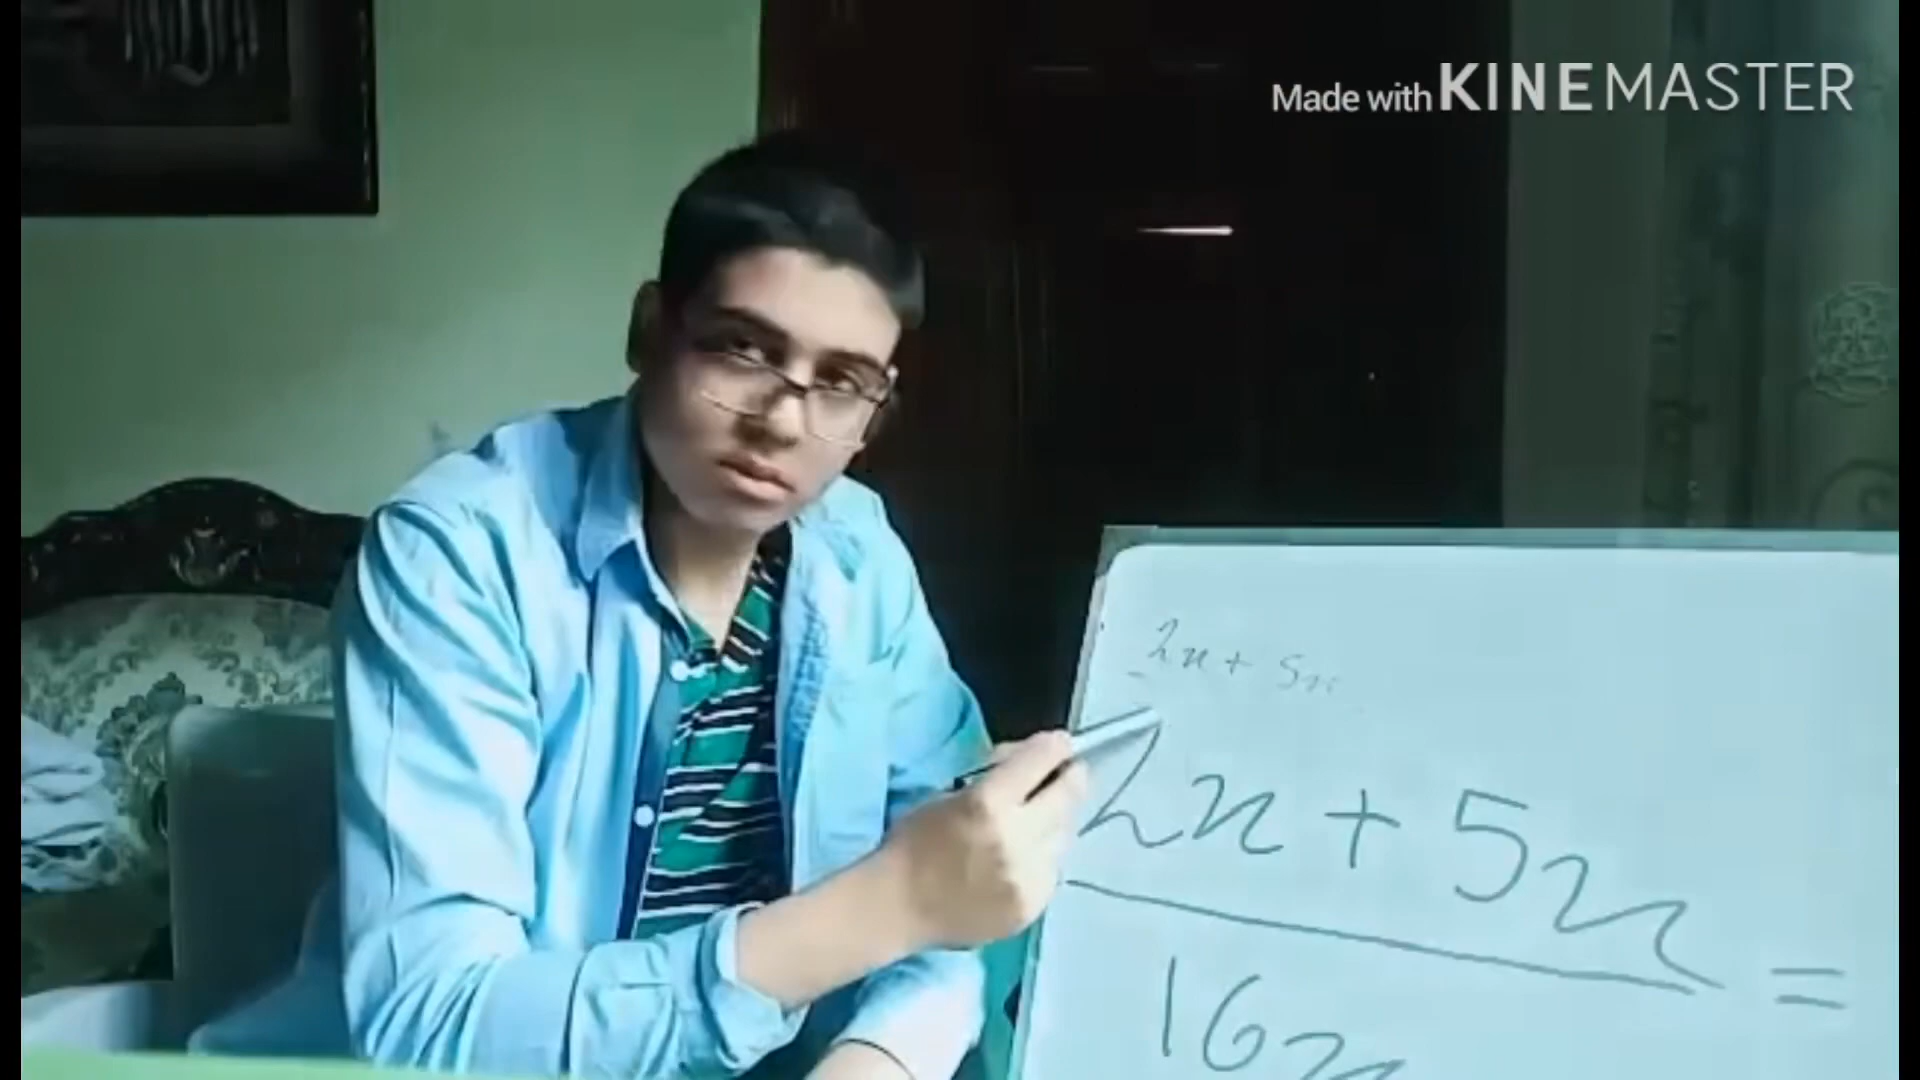 Made with KINEMASTER
2x + 5x
2x + 5x
16x
=